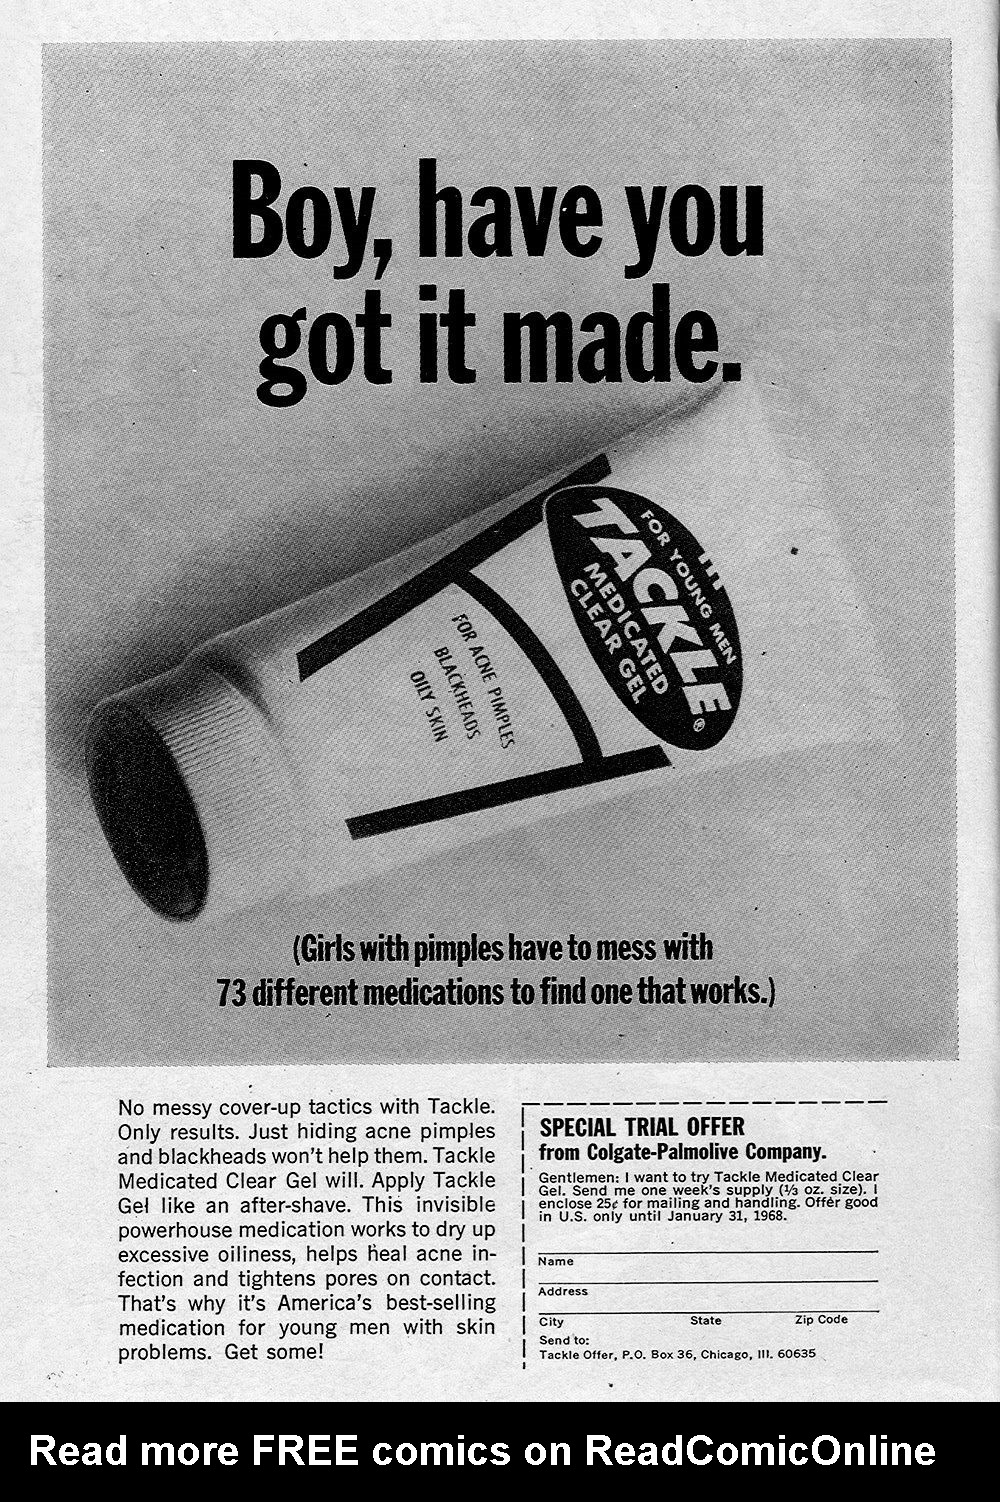 Boy, have you
got it made.
FOR YOUNG MEN
TACKLE®
MEDICATED
CLEAR GEL
FOR ACNE PIMPLES
BLACKHEADS
OILY SKIN
(Girls with pimples have to mess with
73 different medications to find one that works.)
No messy cover-up tactics with Tackle.
Only results. Just hiding acne pimples
and blackheads won't help them. Tackle
Medicated Clear Gel will. Apply Tackle
Gel like an after-shave. This invisible
powerhouse medication works to dry up
excessive oiliness, helps heal acne in-
fection and tightens pores on contact.
That's why it's America's best-selling
medication for young men with skin
problems. Get some!
SPECIAL TRIAL OFFER
from Colgate-Palmolive Company.
Gentlemen: I want to try Tackle Medicated Clear
Gel. Send me one week's supply (⅓ oz. size). I
enclose 25¢ for mailing and handling. Offer good
in U.S. only until January 31, 1968.
Name
Address
City State Zip Code
Send to:
Tackle Offer, P.O. Box 36, Chicago, Ill. 60635
Read more FREE comics on ReadComicOnline